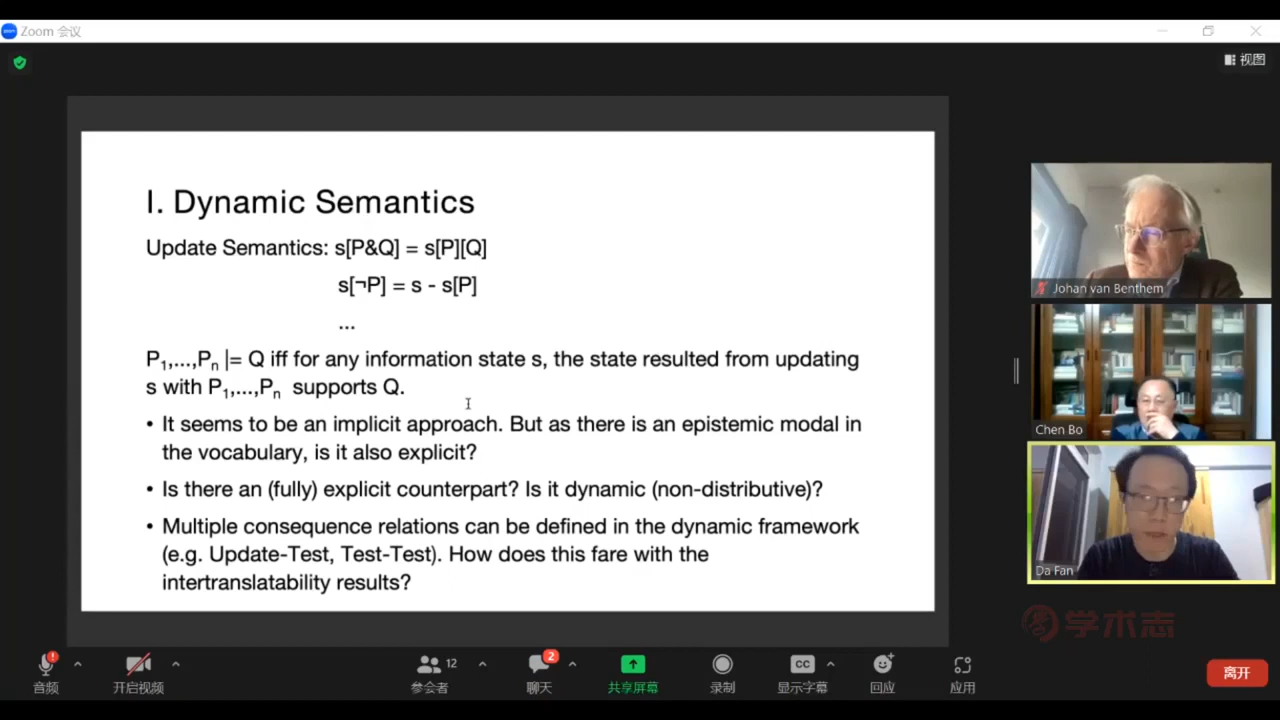 zoom Zoom 会议
视图
I. Dynamic Semantics
Update Semantics: s[P&Q] = s[P][Q]
s[¬P] = s - s[P]
...
P₁,...,Pₙ |= Q iff for any information state s, the state resulted from updating
s with P₁,...,Pₙ supports Q.
• It seems to be an implicit approach. But as there is an epistemic modal in
the vocabulary, is it also explicit?
• Is there an (fully) explicit counterpart? Is it dynamic (non-distributive)?
• Multiple consequence relations can be defined in the dynamic framework
(e.g. Update-Test, Test-Test). How does this fare with the
intertranslatability results?
Johan van Benthem
Chen Bo
Da Fan
学术志
12
2
CC
音频
开启视频
参会者
聊天
共享屏幕
录制
显示字幕
回应
应用
离开